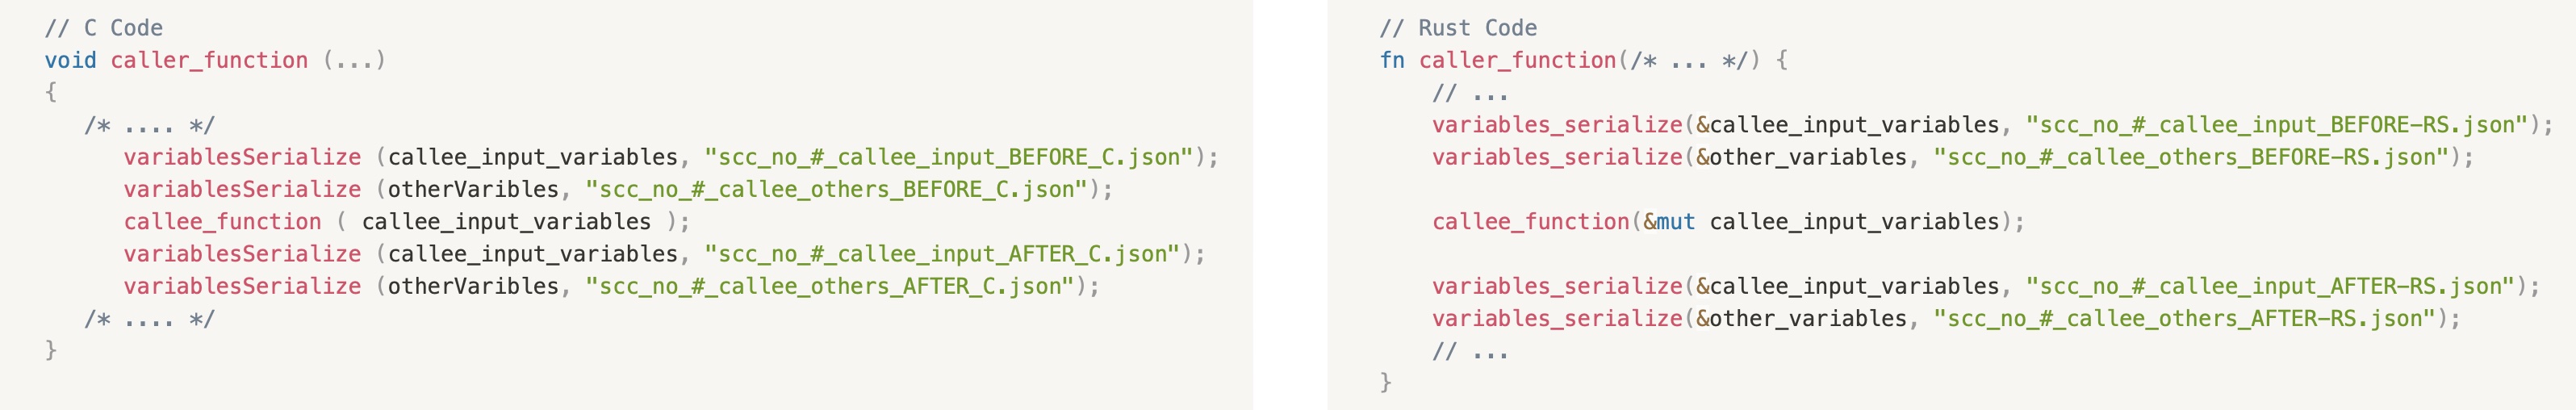 // C Code
void caller_function (...)
{
/* .... */
variablesSerialize (callee_input_variables, "scc_no_#_callee_input_BEFORE_C.json");
variablesSerialize (otherVaribles, "scc_no_#_callee_others_BEFORE_C.json");
callee_function ( callee_input_variables );
variablesSerialize (callee_input_variables, "scc_no_#_callee_input_AFTER_C.json");
variablesSerialize (otherVaribles, "scc_no_#_callee_others_AFTER_C.json");
/* .... */
}
// Rust Code
fn caller_function(/* ... */) {
// ...
variables_serialize(&callee_input_variables, "scc_no_#_callee_input_BEFORE-RS.json");
variables_serialize(&other_variables, "scc_no_#_callee_others_BEFORE-RS.json");
callee_function(&mut callee_input_variables);
variables_serialize(&callee_input_variables, "scc_no_#_callee_input_AFTER-RS.json");
variables_serialize(&other_variables, "scc_no_#_callee_others_AFTER-RS.json");
// ...
}